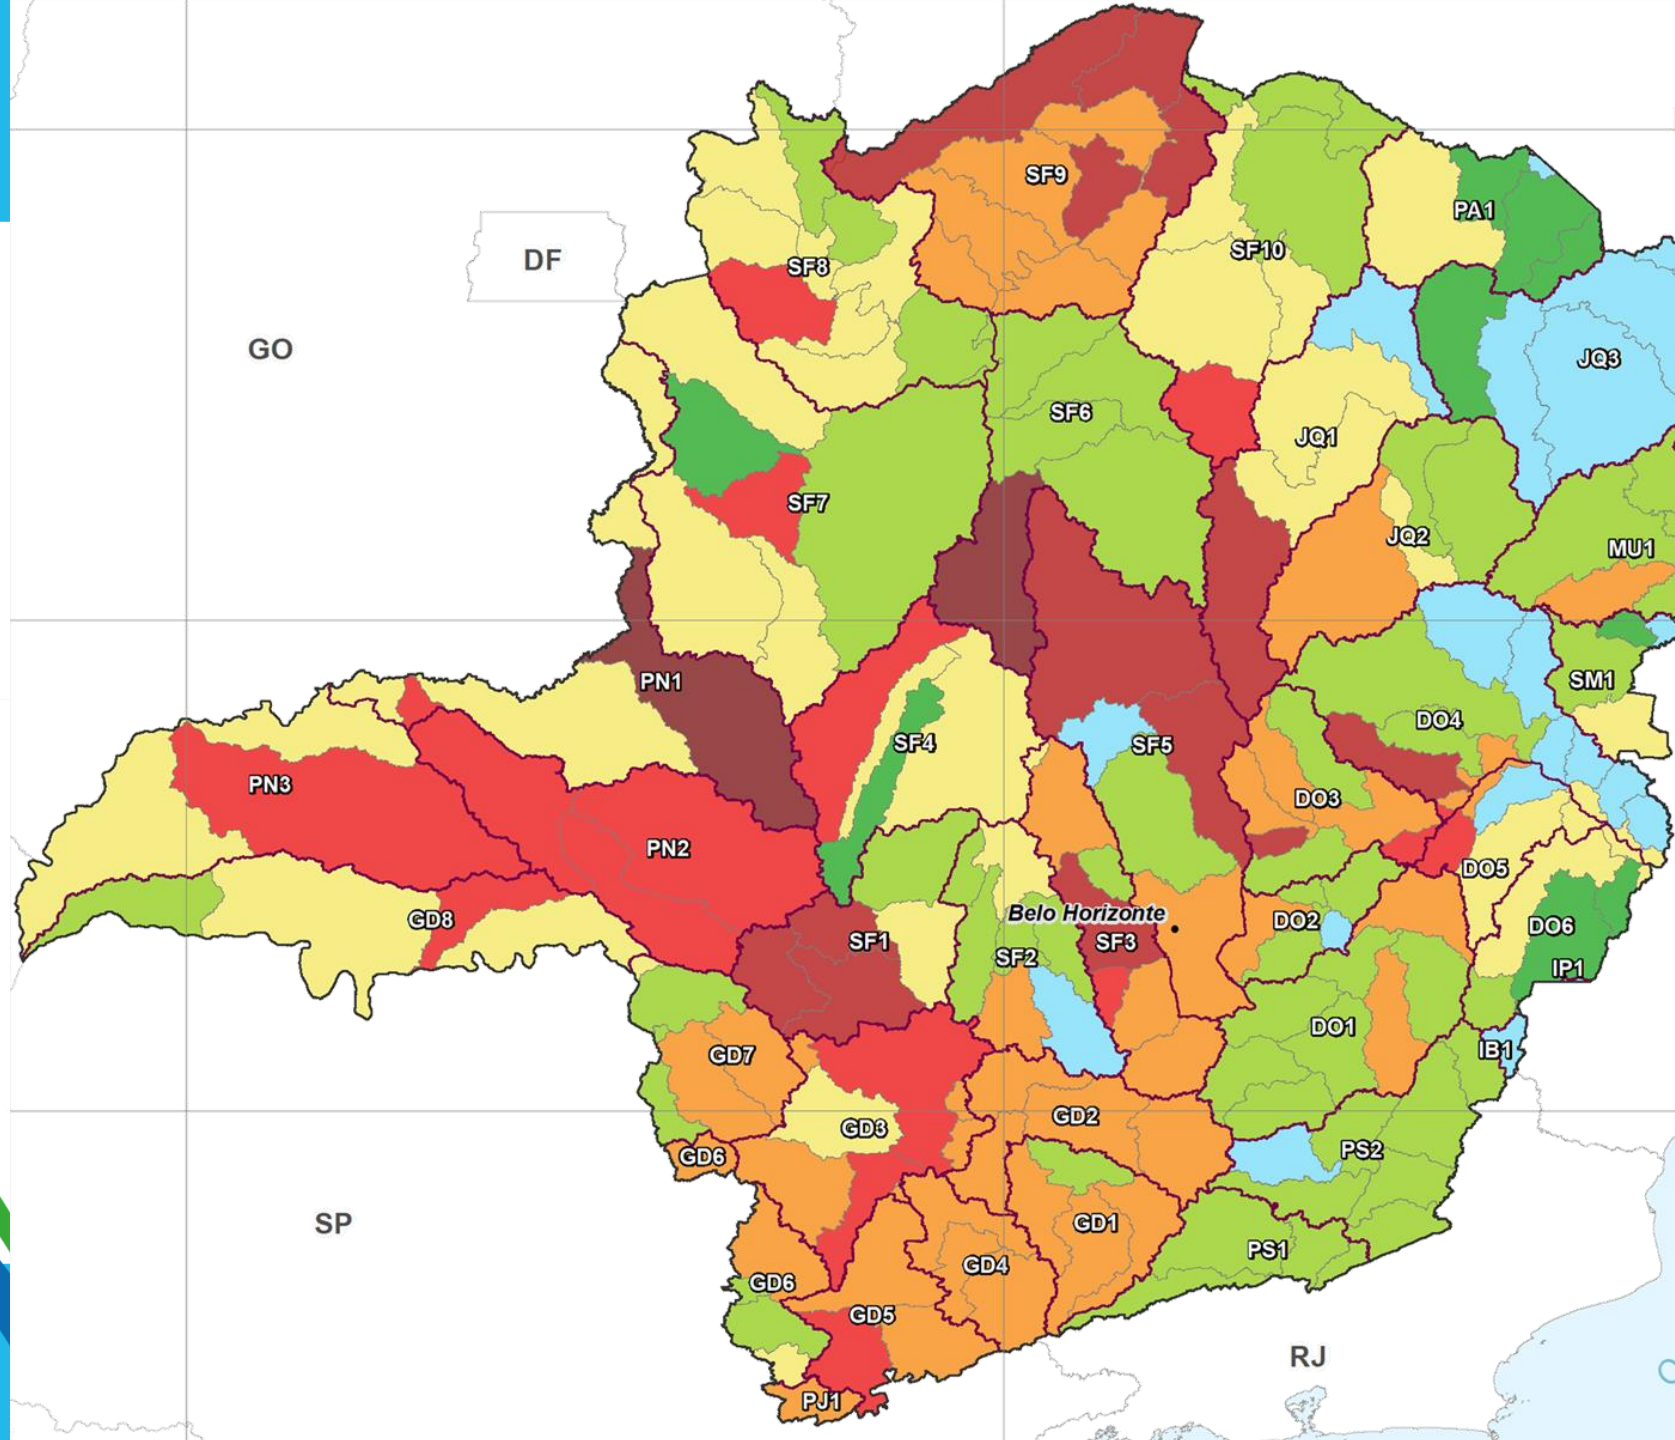 SF9
PA1
DF
SF10
SF8
GO
JQ3
SF6
JQ1
SF7
JQ2
MU1
PN1
SM1
DO4
SF4
SF5
PN3
DO3
PN2
DO5
Belo Horizonte
GD8
DO2
DO6
SF1
SF3
SF2
IP1
DO1
GD7
IB1
GD2
GD3
PS2
GD6
SP
GD1
PS1
GD4
GD6
GD5
RJ
PJ1